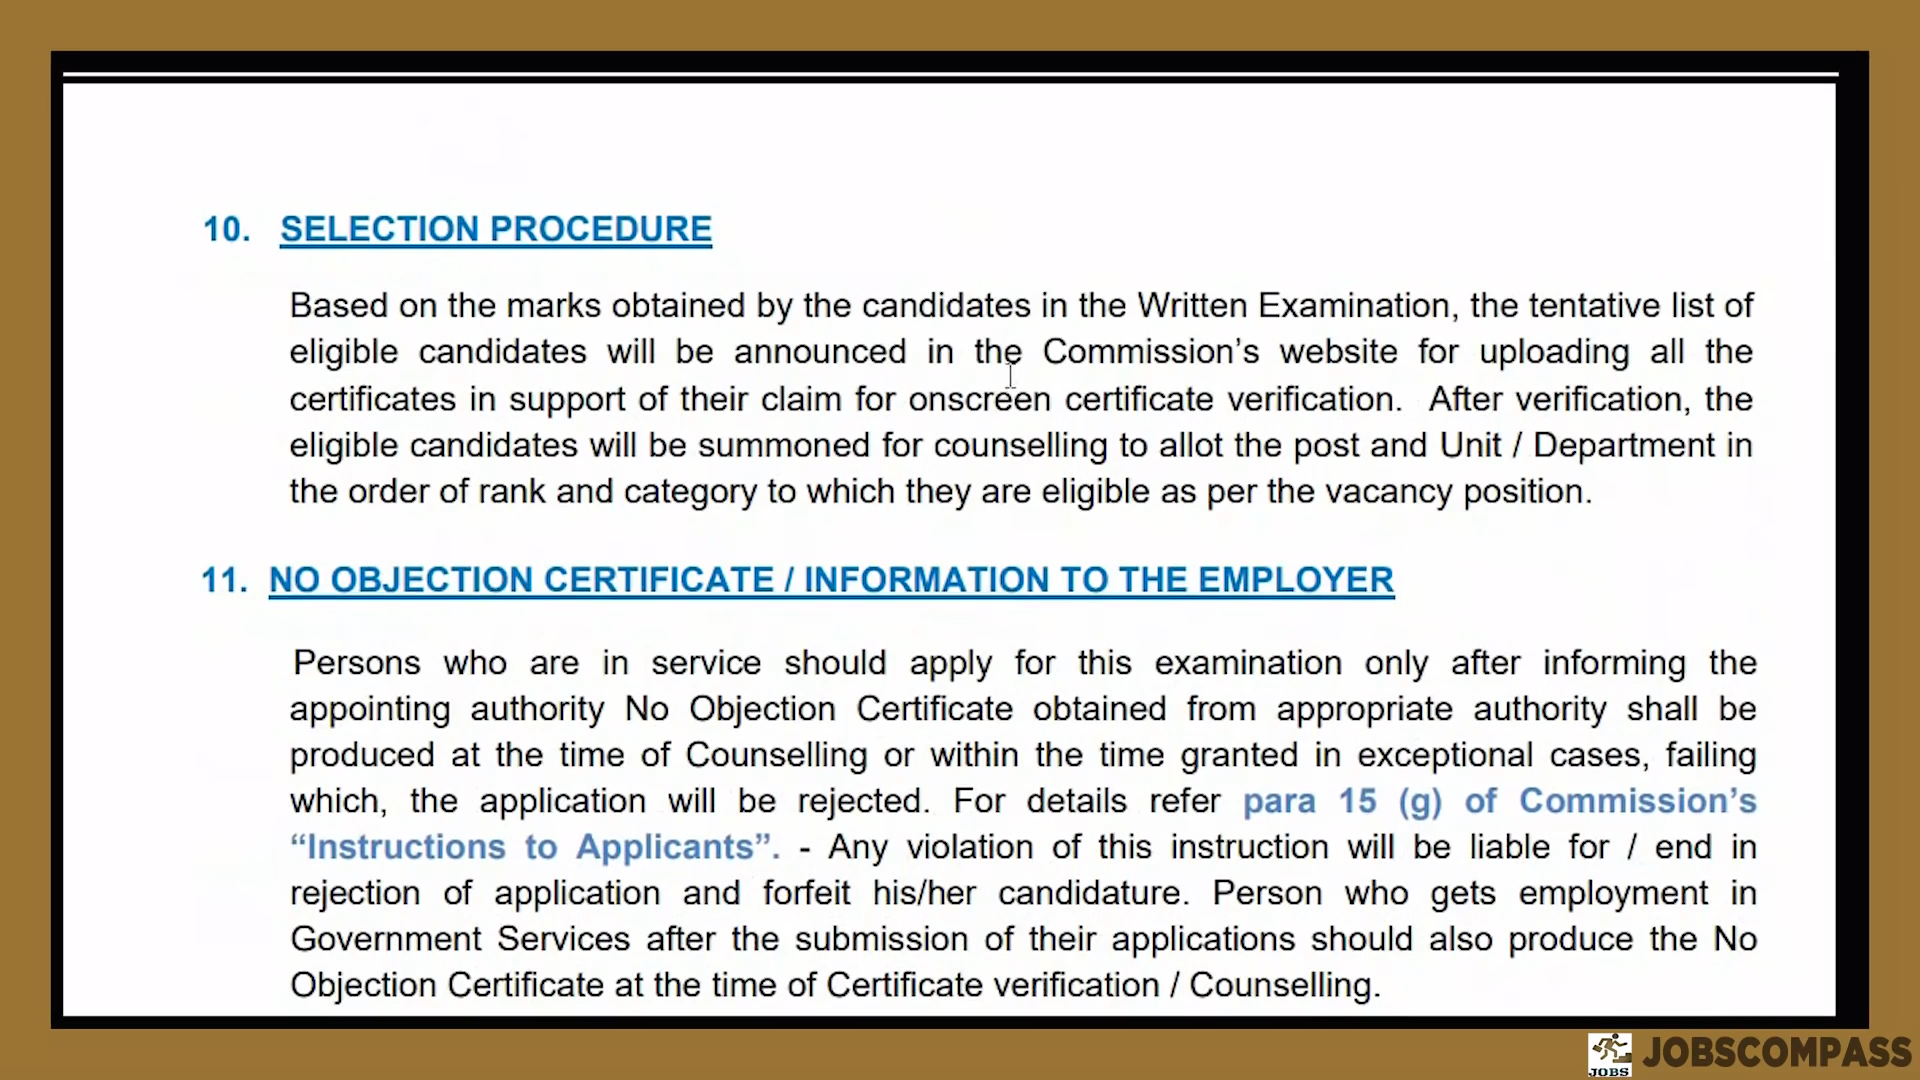 10. SELECTION PROCEDURE
Based on the marks obtained by the candidates in the Written Examination, the tentative list of
eligible candidates will be announced in the Commission's website for uploading all the
certificates in support of their claim for onscreen certificate verification. After verification, the
eligible candidates will be summoned for counselling to allot the post and Unit / Department in
the order of rank and category to which they are eligible as per the vacancy position.
11. NO OBJECTION CERTIFICATE / INFORMATION TO THE EMPLOYER
Persons who are in service should apply for this examination only after informing the
appointing authority No Objection Certificate obtained from appropriate authority shall be
produced at the time of Counselling or within the time granted in exceptional cases, failing
which, the application will be rejected. For details refer para 15 (g) of Commission's
“Instructions to Applicants”. - Any violation of this instruction will be liable for / end in
rejection of application and forfeit his/her candidature. Person who gets employment in
Government Services after the submission of their applications should also produce the No
Objection Certificate at the time of Certificate verification / Counselling.
JOBS
JOBSCOMPASS